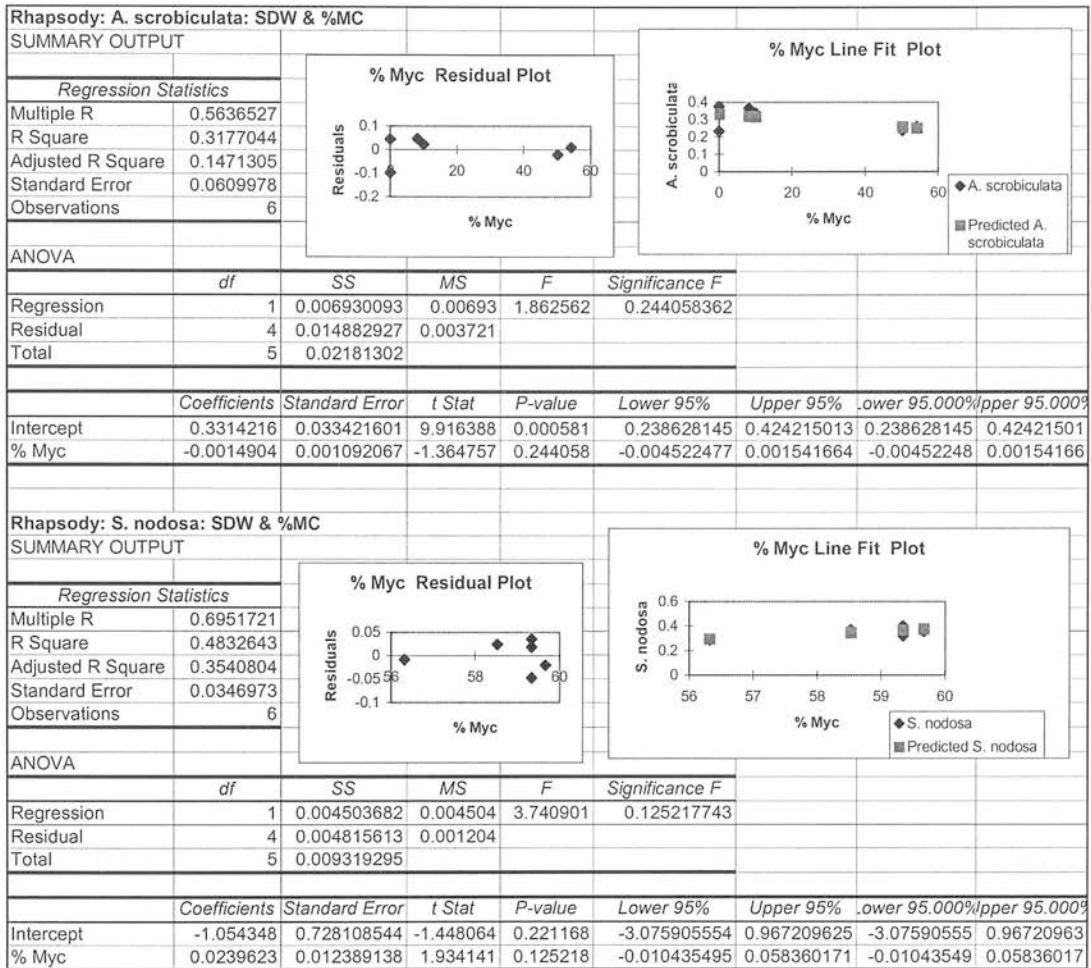 Rhapsody: A. scrobiculata: SDW & %MC
SUMMARY OUTPUT
Regression Statistics
Multiple R 0.5636527
R Square 0.3177044
Adjusted R Square 0.1471305
Standard Error 0.0609978
Observations 6
% Myc Residual Plot
Residuals
0.1
0
-0.1
-0.2
20 40 60
% Myc
% Myc Line Fit Plot
A. scrobiculata
0.4
0.3
0.2
0.1
0
0 20 40 60
% Myc
A. scrobiculata
Predicted A.
scrobiculata
ANOVA
df SS MS F Significance F
Regression 1 0.006930093 0.00693 1.862562 0.244058362
Residual 4 0.014882927 0.003721
Total 5 0.02181302
Coefficients Standard Error t Stat P-value Lower 95% Upper 95% Lower 95.000% Upper 95.000%
Intercept 0.3314216 0.033421601 9.916388 0.000581 0.238628145 0.424215013 0.238628145 0.42421501
% Myc -0.0014904 0.001092067 -1.364757 0.244058 -0.004522477 0.001541664 -0.00452248 0.00154166
Rhapsody: S. nodosa: SDW & %MC
SUMMARY OUTPUT
Regression Statistics
Multiple R 0.6951721
R Square 0.4832643
Adjusted R Square 0.3540804
Standard Error 0.0346973
Observations 6
% Myc Residual Plot
Residuals
0.05
0
-0.05
-0.1
56 58 60
% Myc
% Myc Line Fit Plot
S. nodosa
0.6
0.4
0.2
0
56 57 58 59 60
% Myc
S. nodosa
Predicted S. nodosa
ANOVA
df SS MS F Significance F
Regression 1 0.004503682 0.004504 3.740901 0.125217743
Residual 4 0.004815613 0.001204
Total 5 0.009319295
Coefficients Standard Error t Stat P-value Lower 95% Upper 95% Lower 95.000% Upper 95.000%
Intercept -1.054348 0.728108544 -1.448064 0.221168 -3.075905554 0.967209625 -3.07590555 0.96720963
% Myc 0.0239623 0.012389138 1.934141 0.125218 -0.010435495 0.058360171 -0.01043549 0.05836017